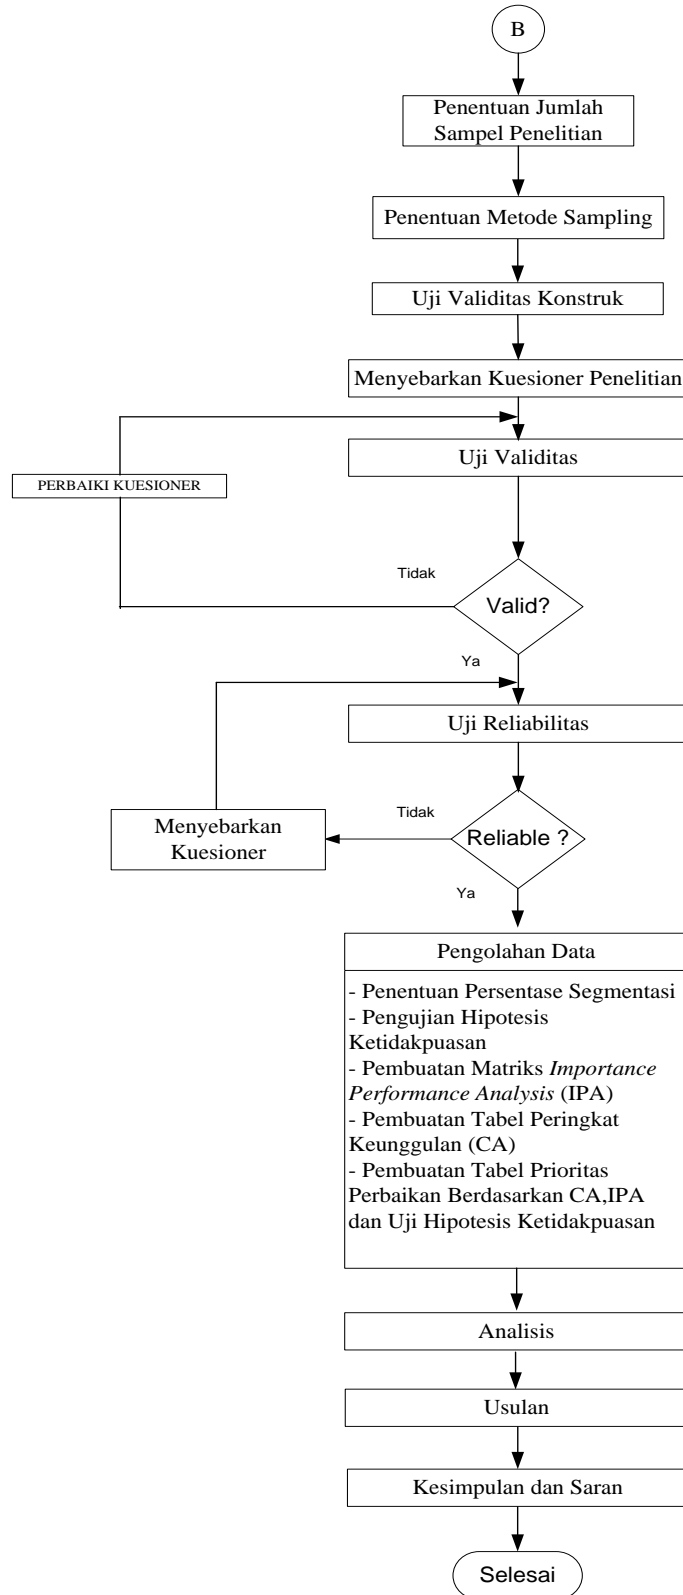 B
Penentuan Jumlah
Sampel Penelitian
Penentuan Metode Sampling
Uji Validitas Konstruk
Menyebarkan Kuesioner Penelitian
Uji Validitas
PERBAIKI KUESIONER
Tidak
Valid?
Ya
Uji Reliabilitas
Menyebarkan
Kuesioner
Tidak
Reliable ?
Ya
Pengolahan Data
- Penentuan Persentase Segmentasi
- Pengujian Hipotesis
Ketidakpuasan
- Pembuatan Matriks Importance
Performance Analysis (IPA)
- Pembuatan Tabel Peringkat
Keunggulan (CA)
- Pembuatan Tabel Prioritas
Perbaikan Berdasarkan CA,IPA
dan Uji Hipotesis Ketidakpuasan
Analisis
Usulan
Kesimpulan dan Saran
Selesai